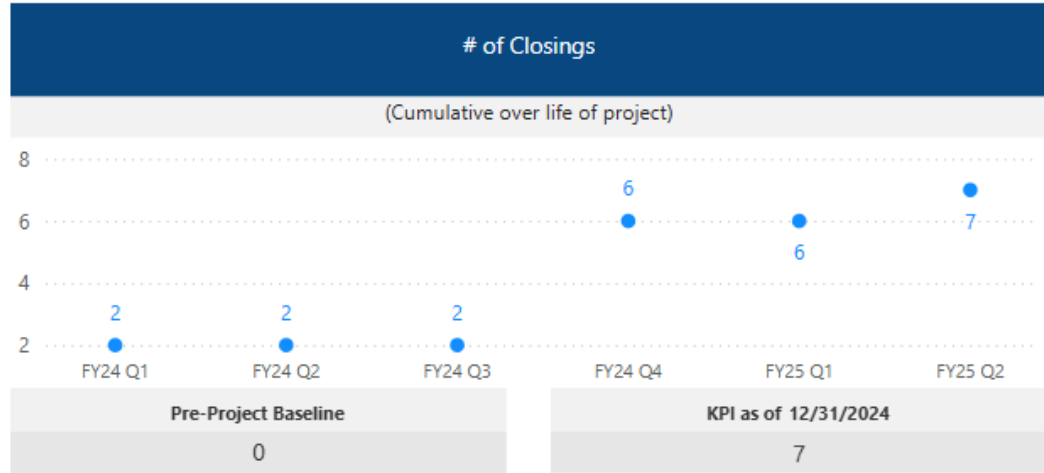 # of Closings
(Cumulative over life of project)
8
6
6
7
6
4
2 2 2
2
FY24 Q1 FY24 Q2 FY24 Q3 FY24 Q4 FY25 Q1 FY25 Q2
Pre-Project Baseline KPI as of 12/31/2024
0 7